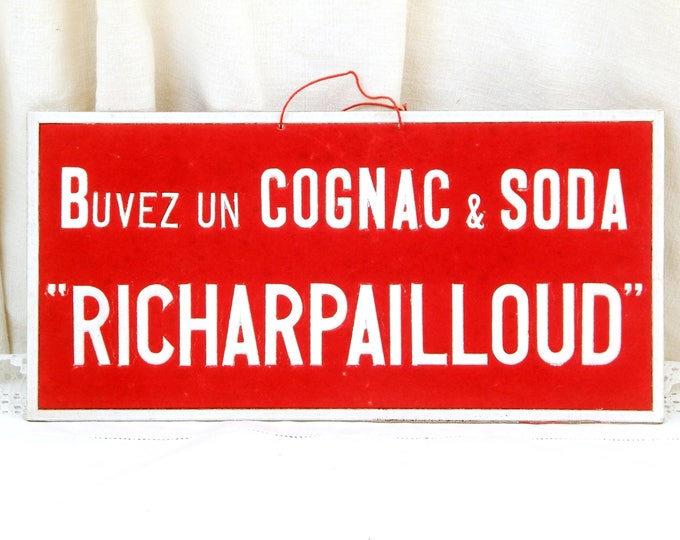 BUVEZ UN COGNAC & SODA
"RICHARPAILLOUD"